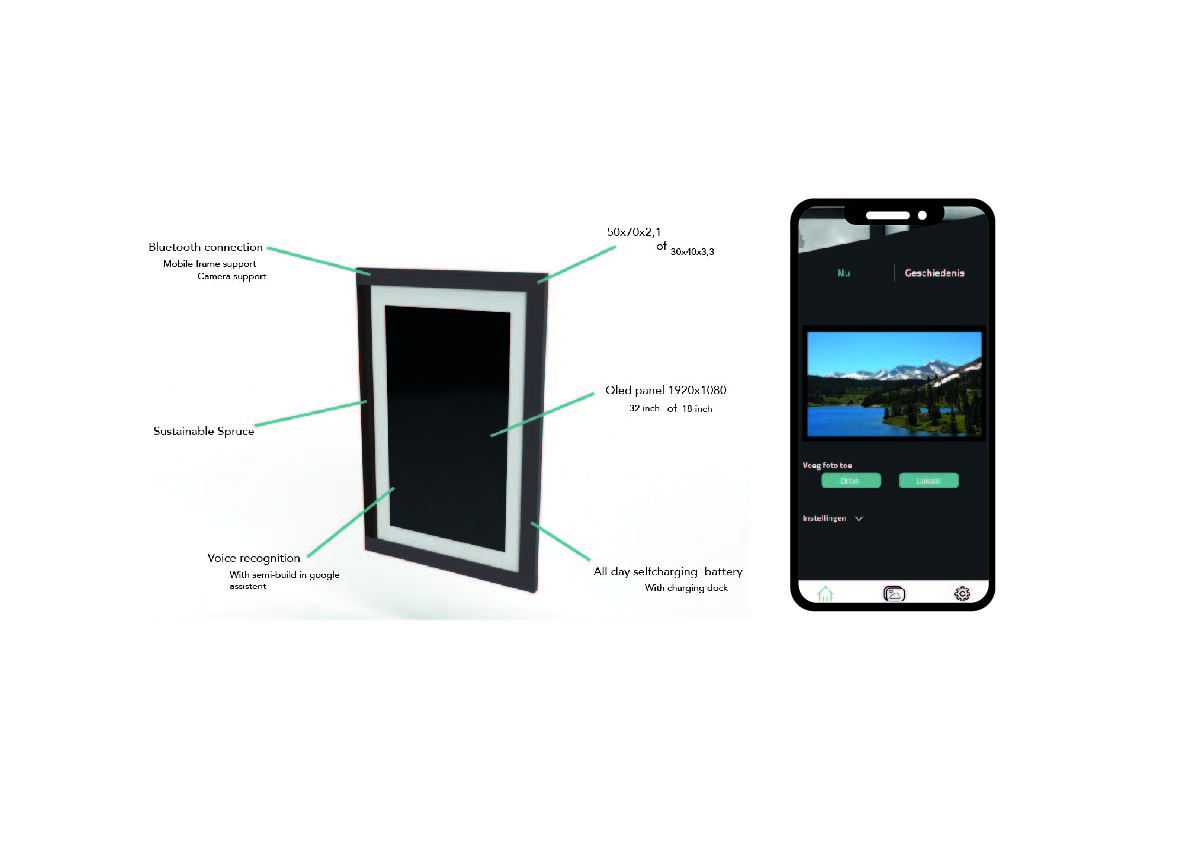 Bluetooth connection
Mobile frame support
Camera support
50x70x2,1
of 30x40x3,3
Sustainable Spruce
Oled panel 1920x1080
32 inch of 18 inch
Voice recognition
With semi-build in google
assistent
All day selfcharging battery
With charging dock
Nu
Geschiedenis
Voeg foto toe
Drive
Lokaal
Instellingen